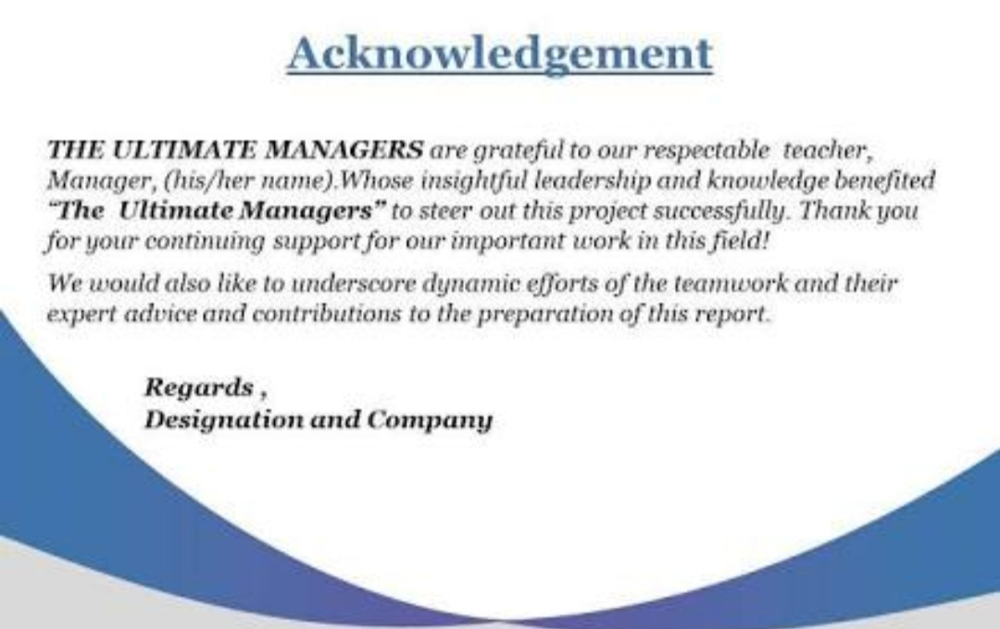 Acknowledgement
THE ULTIMATE MANAGERS are grateful to our respectable teacher,
Manager, (his/her name).Whose insightful leadership and knowledge benefited
“The Ultimate Managers” to steer out this project successfully. Thank you
for your continuing support for our important work in this field!
We would also like to underscore dynamic efforts of the teamwork and their
expert advice and contributions to the preparation of this report.
Regards ,
Designation and Company